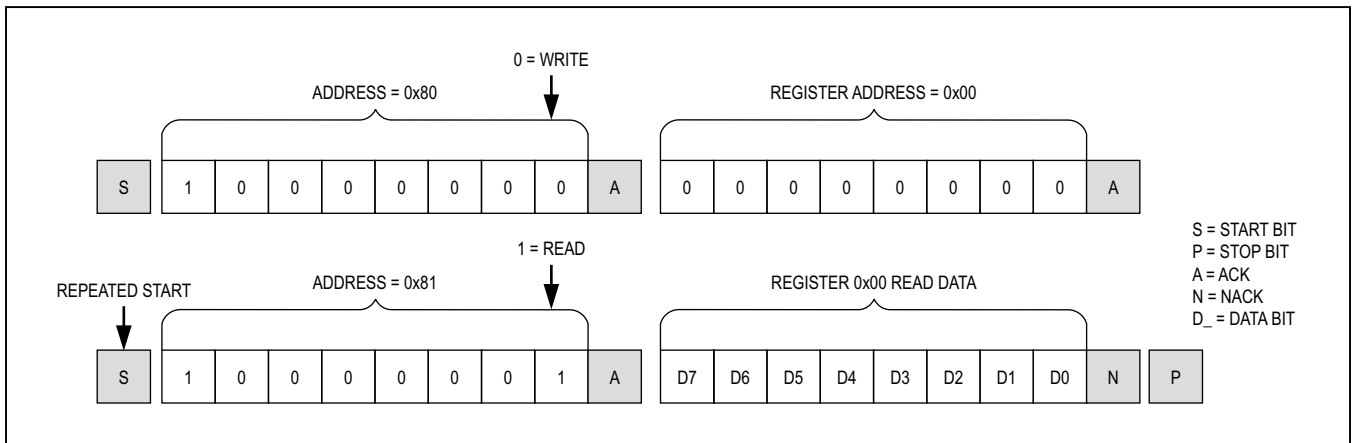 0 = WRITE
ADDRESS = 0x80
REGISTER ADDRESS = 0x00
S 1 0 0 0 0 0 0 0 A 0 0 0 0 0 0 0 0 A
1 = READ
REPEATED START
ADDRESS = 0x81
REGISTER 0x00 READ DATA
S 1 0 0 0 0 0 0 1 A D7 D6 D5 D4 D3 D2 D1 D0 N P
S = START BIT
P = STOP BIT
A = ACK
N = NACK
D_ = DATA BIT